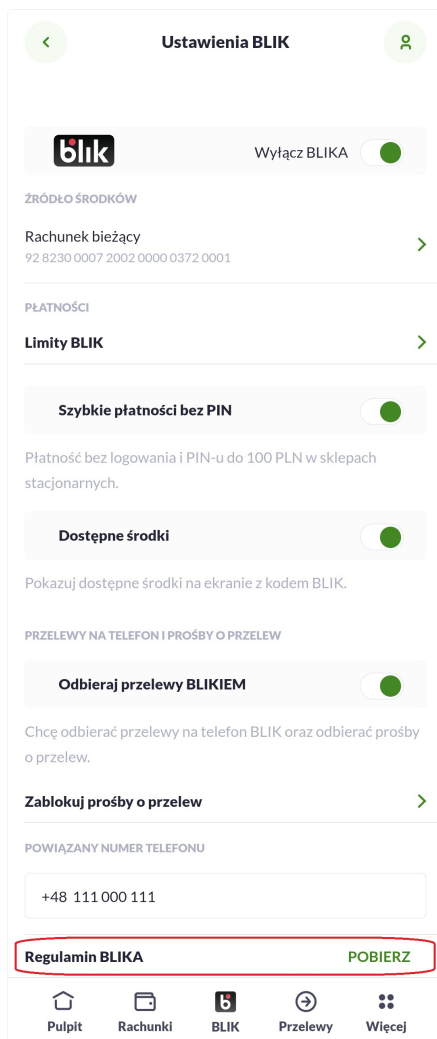 Ustawienia BLIK
blik
Wyłącz BLIKA
ŹRÓDŁO ŚRODKÓW
Rachunek bieżący
92 8230 0007 2002 0000 0372 0001
PŁATNOŚCI
Limity BLIK
Szybkie płatności bez PIN
Płatność bez logowania i PIN-u do 100 PLN w sklepach
stacjonarnych.
Dostępne środki
Pokazuj dostępne środki na ekranie z kodem BLIK.
PRZELEWY NA TELEFON I PROŚBY O PRZELEW
Odbieraj przelewy BLIKIEM
Chcę odbierać przelewy na telefon BLIK oraz odbierać prośby
o przelew.
Zablokuj prośby o przelew
POWIĄZANY NUMER TELEFONU
+48 111 000 111
Regulamin BLIKA POBIERZ
Pulpit Rachunki BLIK Przelewy Więcej